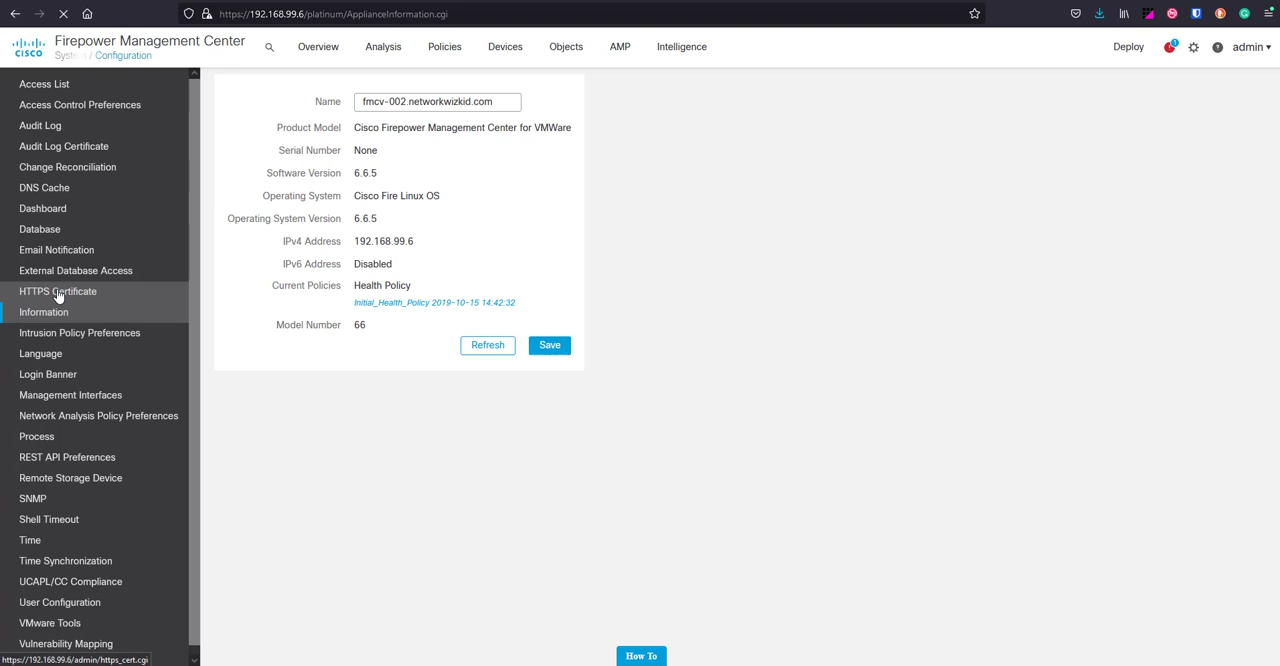 https://192.168.99.6/platinum/ApplianceInformation.cgi
CISCO
Firepower Management Center
System / Configuration
Overview
Analysis
Policies
Devices
Objects
AMP
Intelligence
Deploy
1
admin
Access List
Access Control Preferences
Audit Log
Audit Log Certificate
Change Reconciliation
DNS Cache
Dashboard
Database
Email Notification
External Database Access
HTTPS Certificate
Information
Intrusion Policy Preferences
Language
Login Banner
Management Interfaces
Network Analysis Policy Preferences
Process
REST API Preferences
Remote Storage Device
SNMP
Shell Timeout
Time
Time Synchronization
UCAPL/CC Compliance
User Configuration
VMware Tools
Vulnerability Mapping
https://192.168.99.6/admin/https_cert.cgi
Name fmcv-002.networkwizkid.com
Product Model Cisco Firepower Management Center for VMWare
Serial Number None
Software Version 6.6.5
Operating System Cisco Fire Linux OS
Operating System Version 6.6.5
IPv4 Address 192.168.99.6
IPv6 Address Disabled
Current Policies Health Policy
Initial_Health_Policy 2019-10-15 14:42:32
Model Number 66
Refresh Save
How To